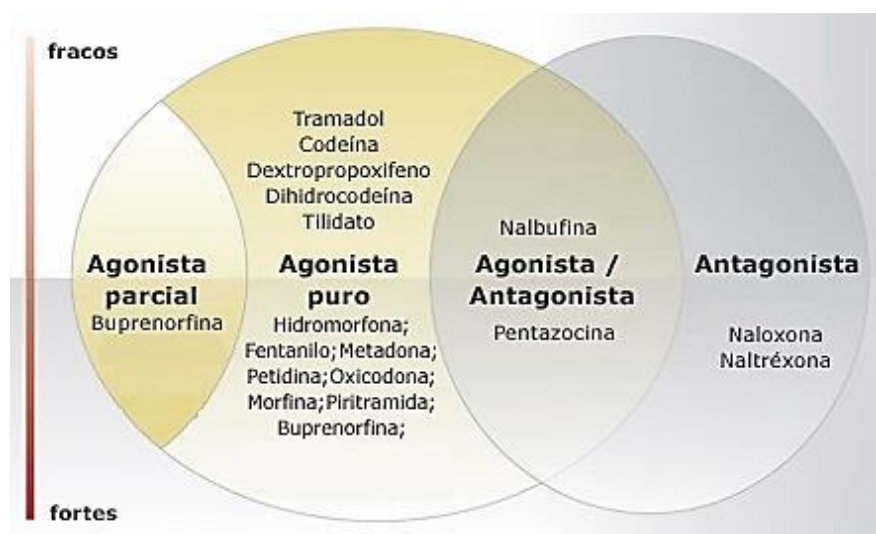 fracos
Tramadol
Codeína
Dextropropoxifeno
Dihidrocodeína
Tilidato
Nalbufina
Agonista
parcial
Buprenorfina
Agonista
puro
Hidromorfona;
Fentanilo; Metadona;
Petidina; Oxicodona;
Morfina; Piritramida;
Buprenorfina;
Agonista /
Antagonista
Pentazocina
Antagonista
Naloxona
Naltréxona
fortes